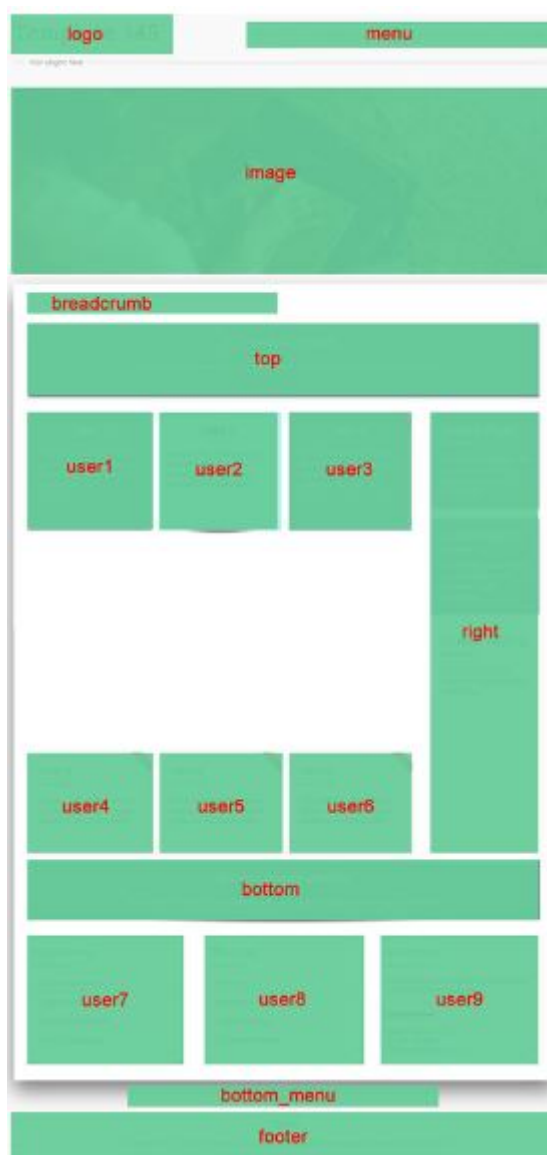 logo
menu
image
breadcrumb
top
user1
user2
user3
right
user4
user5
user6
bottom
user7
user8
user9
bottom_menu
footer